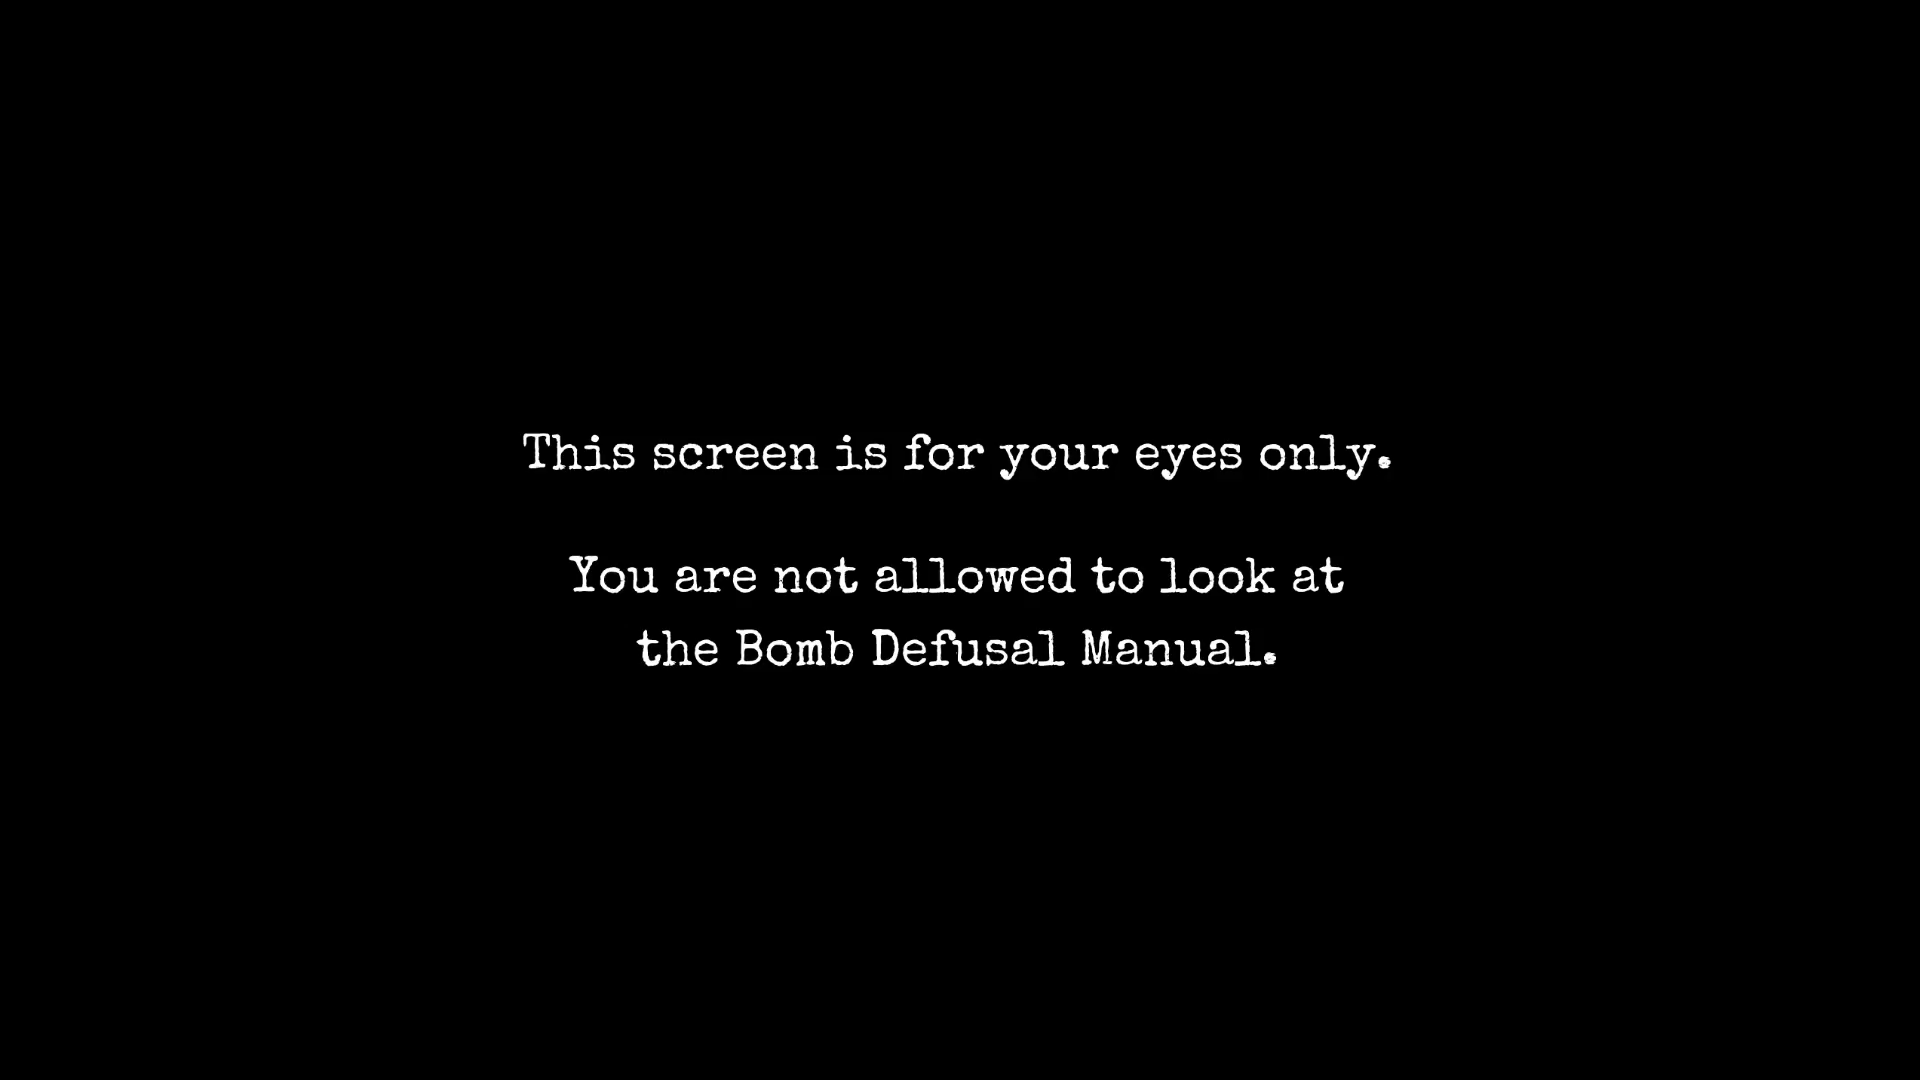 This screen is for your eyes only.
You are not allowed to look at
the Bomb Defusal Manual.